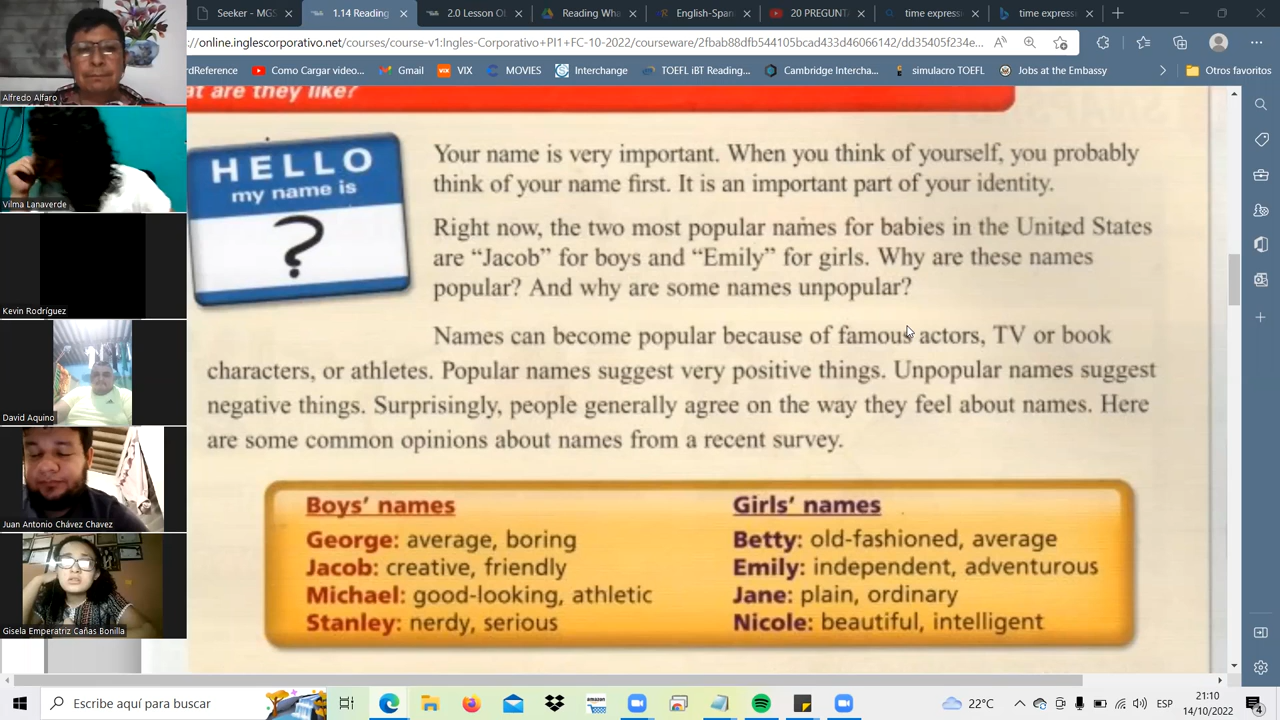 Seeker - MGS
1.14 Reading
2.0 Lesson Ol
Reading Wha
English-Span
20 PREGUNT
time express
time express
://online.inglescorporativo.net/courses/course-v1:Ingles-Corporativo+PI1+FC-10-2022/courseware/2fbab88dfb544105bcad433d46066142/dd35405f234e...
rdReference
Como Cargar video...
Gmail
VIX
MOVIES
Interchange
TOEFL iBT Reading...
Cambridge Intercha...
simulacro TOEFL
Jobs at the Embassy
Otros favoritos
at are they like?
HELLO
my name is
?
Your name is very important. When you think of yourself, you probably
think of your name first. It is an important part of your identity.
Right now, the two most popular names for babies in the United States
are “Jacob” for boys and “Emily” for girls. Why are these names
popular? And why are some names unpopular?
Names can become popular because of famous actors, TV or book
characters, or athletes. Popular names suggest very positive things. Unpopular names suggest
negative things. Surprisingly, people generally agree on the way they feel about names. Here
are some common opinions about names from a recent survey.
Boys’ names
George: average, boring
Jacob: creative, friendly
Michael: good-looking, athletic
Stanley: nerdy, serious
Girls’ names
Betty: old-fashioned, average
Emily: independent, adventurous
Jane: plain, ordinary
Nicole: beautiful, intelligent
Alfredo Alfaro
Vilma Lanaverde
Kevin Rodríguez
David Aquino
Juan Antonio Chávez Chavez
Gisela Emperatriz Cañas Bonilla
Escribe aquí para buscar
22°C
ESP
21:10
14/10/2022
4